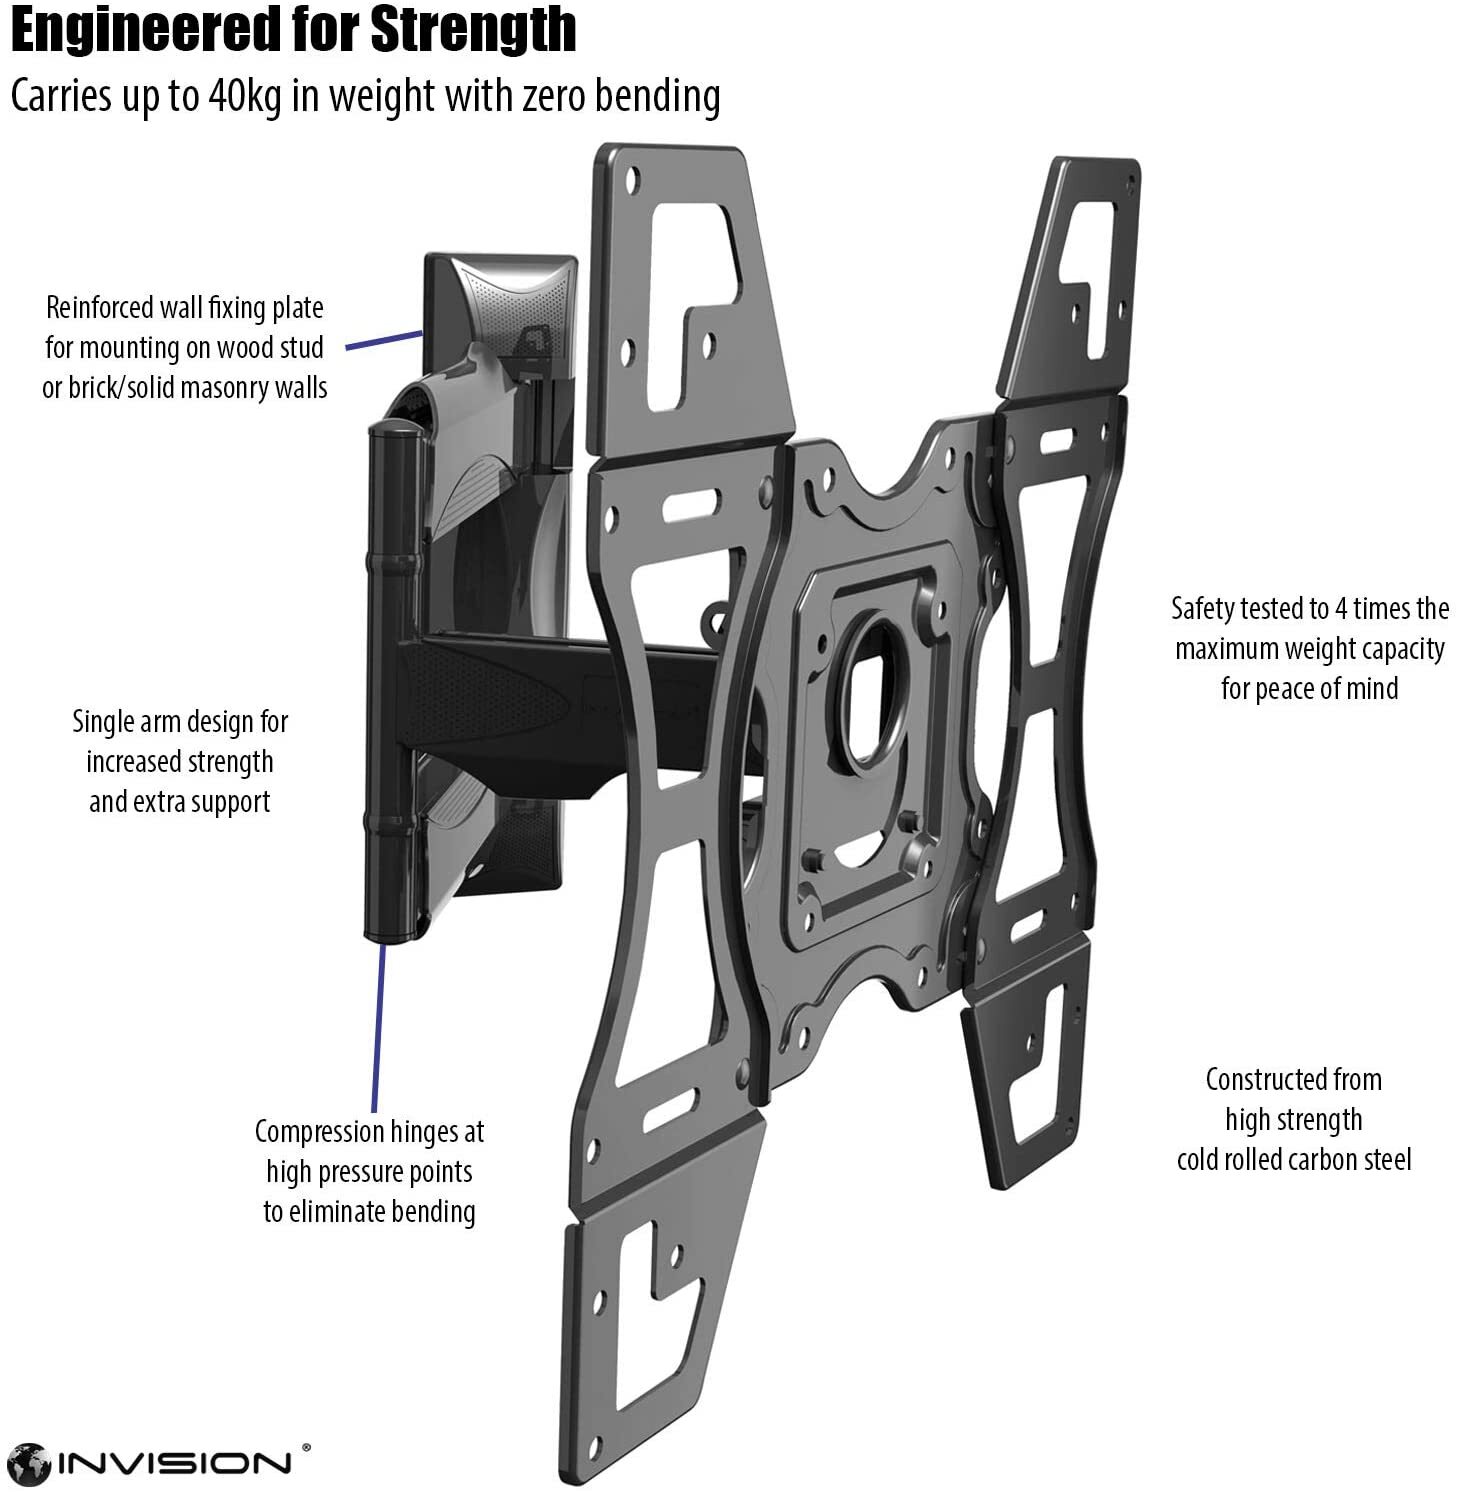 Engineered for Strength
Carries up to 40kg in weight with zero bending
Reinforced wall fixing plate
for mounting on wood stud
or brick/solid masonry walls
Single arm design for
increased strength
and extra support
Compression hinges at
high pressure points
to eliminate bending
Safety tested to 4 times the
maximum weight capacity
for peace of mind
Constructed from
high strength
cold rolled carbon steel
INVISION®